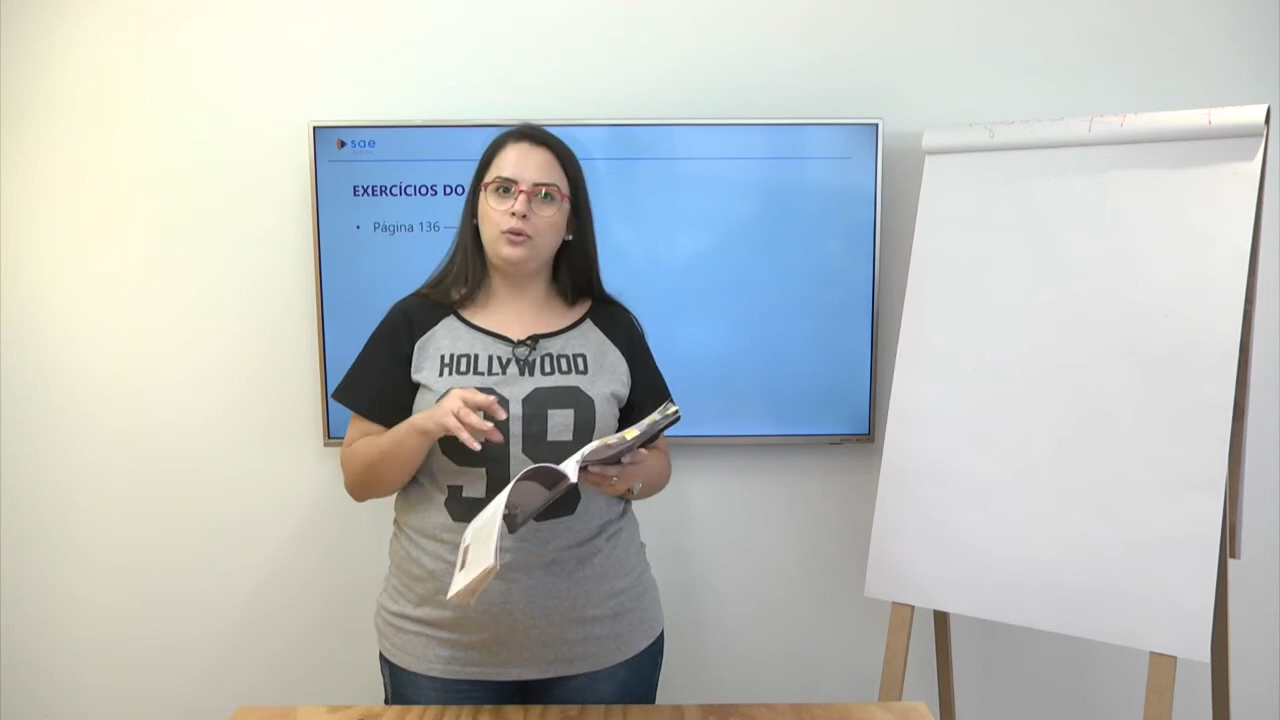 sae
EXERCÍCIOS DO
• Página 136 —
HOLLYWOOD
99